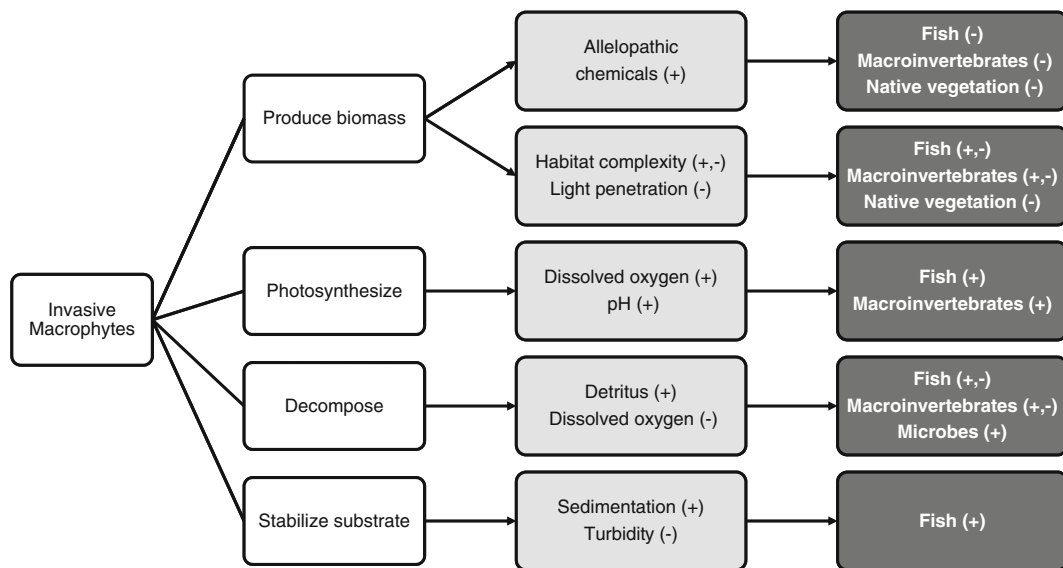 Invasive
Macrophytes
Produce biomass
Allelopathic
chemicals (+)
Fish (-)
Macroinvertebrates (-)
Native vegetation (-)
Habitat complexity (+,-)
Light penetration (-)
Fish (+,-)
Macroinvertebrates (+,-)
Native vegetation (-)
Photosynthesize
Dissolved oxygen (+)
pH (+)
Fish (+)
Macroinvertebrates (+)
Decompose
Detritus (+)
Dissolved oxygen (-)
Fish (+,-)
Macroinvertebrates (+,-)
Microbes (+)
Stabilize substrate
Sedimentation (+)
Turbidity (-)
Fish (+)